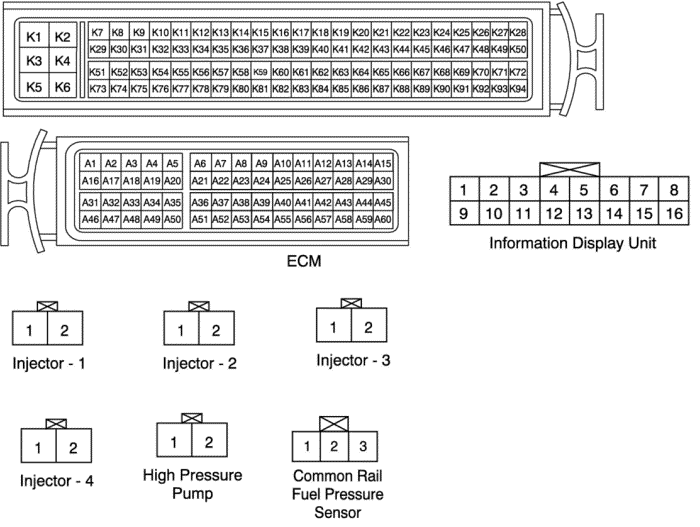 K1 K2
K3 K4
K5 K6
K7 K8 K9 K10 K11 K12 K13 K14 K15 K16 K17 K18 K19 K20 K21 K22 K23 K24 K25 K26 K27 K28
K29 K30 K31 K32 K33 K34 K35 K36 K37 K38 K39 K40 K41 K42 K43 K44 K45 K46 K47 K48 K49 K50
K51 K52 K53 K54 K55 K56 K57 K58 K59 K60 K61 K62 K63 K64 K65 K66 K67 K68 K69 K70 K71 K72
K73 K74 K75 K76 K77 K78 K79 K80 K81 K82 K83 K84 K85 K86 K87 K88 K89 K90 K91 K92 K93 K94
A1 A2 A3 A4 A5 A6 A7 A8 A9 A10 A11 A12 A13 A14 A15
A16 A17 A18 A19 A20 A21 A22 A23 A24 A25 A26 A27 A28 A29 A30
A31 A32 A33 A34 A35 A36 A37 A38 A39 A40 A41 A42 A43 A44 A45
A46 A47 A48 A49 A50 A51 A52 A53 A54 A55 A56 A57 A58 A59 A60
ECM
1 2 3 4 5 6 7 8
9 10 11 12 13 14 15 16
Information Display Unit
1 2
Injector - 1
1 2
Injector - 2
1 2
Injector - 3
1 2
Injector - 4
1 2
High Pressure
Pump
1 2 3
Common Rail
Fuel Pressure
Sensor